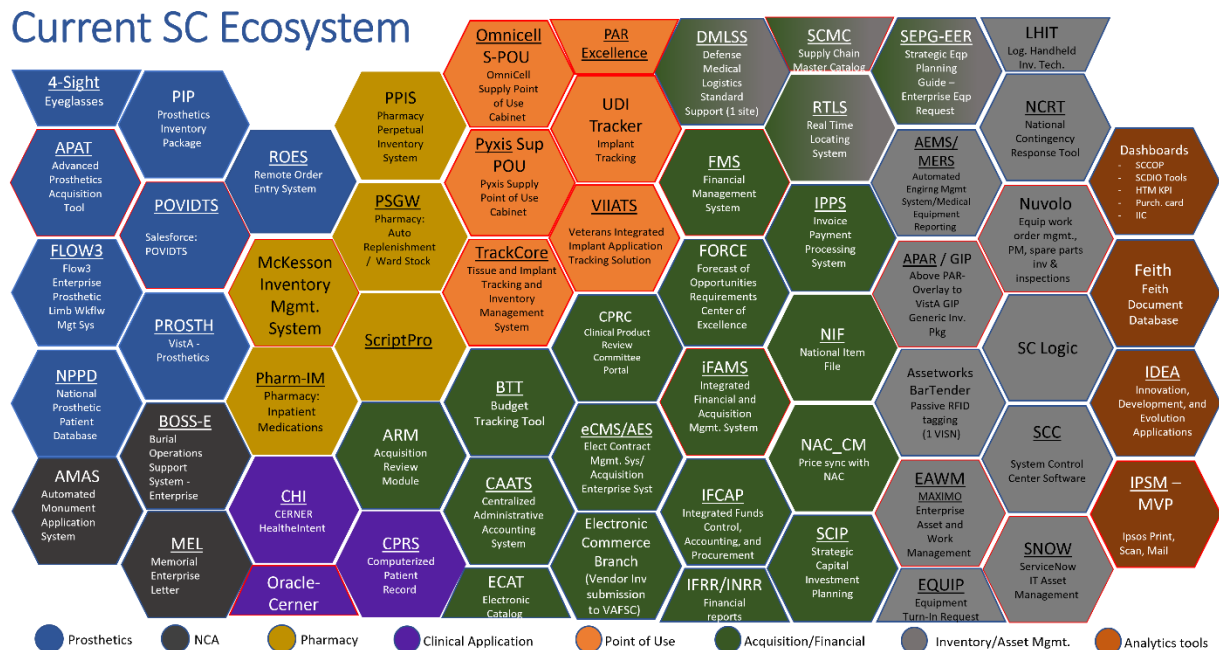 Current SC Ecosystem
4-Sight
Eyeglasses
APAT
Advanced
Prosthetics
Acquisition
Tool
FLOW3
Flow3
Enterprise
Prosthetic
Limb Wkflw
Mgt Sys
NPPD
National
Prosthetic
Patient
Database
AMAS
Automated
Monument
Application
System
PIP
Prosthetics
Inventory
Package
POVIDTS
Salesforce:
POVIDTS
PROSTH
VistA -
Prosthetics
BOSS-E
Burial
Operations
Support
System -
Enterprise
MEL
Memorial
Enterprise
Letter
ROES
Remote Order
Entry System
McKesson
Inventory
Mgmt.
System
Pharm-IM
Pharmacy:
Inpatient
Medications
CHI
CERNER
HealtheIntent
Oracle-
Cerner
PPIS
Pharmacy
Perpetual
Inventory
System
PSGW
Pharmacy:
Auto
Replenishment
/ Ward Stock
ScriptPro
ARM
Acquisition
Review
Module
CPRS
Computerized
Patient
Record
Omnicell
S-POU
OmniCell
Supply Point
of Use
Cabinet
Pyxis Sup
POU
Pyxis Supply
Point of Use
Cabinet
TrackCore
Tissue and Implant
Tracking and
Inventory
Management
System
BTT
Budget
Tracking Tool
CAATS
Centralized
Administrative
Accounting
System
ECAT
Electronic
Catalog
PAR
Excellence
UDI
Tracker
Implant
Tracking
VIIATS
Veterans Integrated
Implant Application
Tracking Solution
CPRC
Clinical Product
Review
Committee
Portal
eCMS/AES
Elect Contract
Mgmt. Sys/
Acquisition
Enterprise Syst
Electronic
Commerce
Branch
(Vendor Inv
submission
to VAFSC)
DMLSS
Defense
Medical
Logistics
Standard
Support (1 site)
FMS
Financial
Management
System
FORCE
Forecast of
Opportunities
Requirements
Center of
Excellence
iFAMS
Integrated
Financial and
Acquisition
Mgmt. System
IFCAP
Integrated Funds
Control,
Accounting, and
Procurement
IFRR/INRR
Financial
reports
SCMC
Supply Chain
Master Catalog
RTLS
Real Time
Locating
System
IPPS
Invoice
Payment
Processing
System
NIF
National Item
File
NAC_CM
Price sync with
NAC
SCIP
Strategic
Capital
Investment
Planning
SEPG-EER
Strategic Eqp
Planning
Guide –
Enterprise Eqp
Request
AEMS/
MERS
Automated
Engirng Mgmt
System/Medical
Equipment
Reporting
APAR / GIP
Above PAR-
Overlay to
VistA GIP
Generic Inv.
Pkg
Assetworks
BarTender
Passive RFID
tagging
(1 VISN)
EAWM
MAXIMO
Enterprise
Asset and
Work
Management
EQUIP
Equipment
Turn-In Request
LHIT
Log. Handheld
Inv. Tech.
NCRT
National
Contingency
Response Tool
Nuvolo
Equip work
order mgmt.,
PM, spare parts
inv &
inspections
SC Logic
SCC
System Control
Center Software
SNOW
ServiceNow
IT Asset
Management
Dashboards
- SCCOP
- SCDIO Tools
- HTM KPI
- Purch. card
- IIC
Feith
Feith
Document
Database
IDEA
Innovation,
Development, and
Evolution
Applications
IPSM –
MVP
Ipsos Print,
Scan, Mail
Prosthetics
NCA
Pharmacy
Clinical Application
Point of Use
Acquisition/Financial
Inventory/Asset Mgmt.
Analytics tools